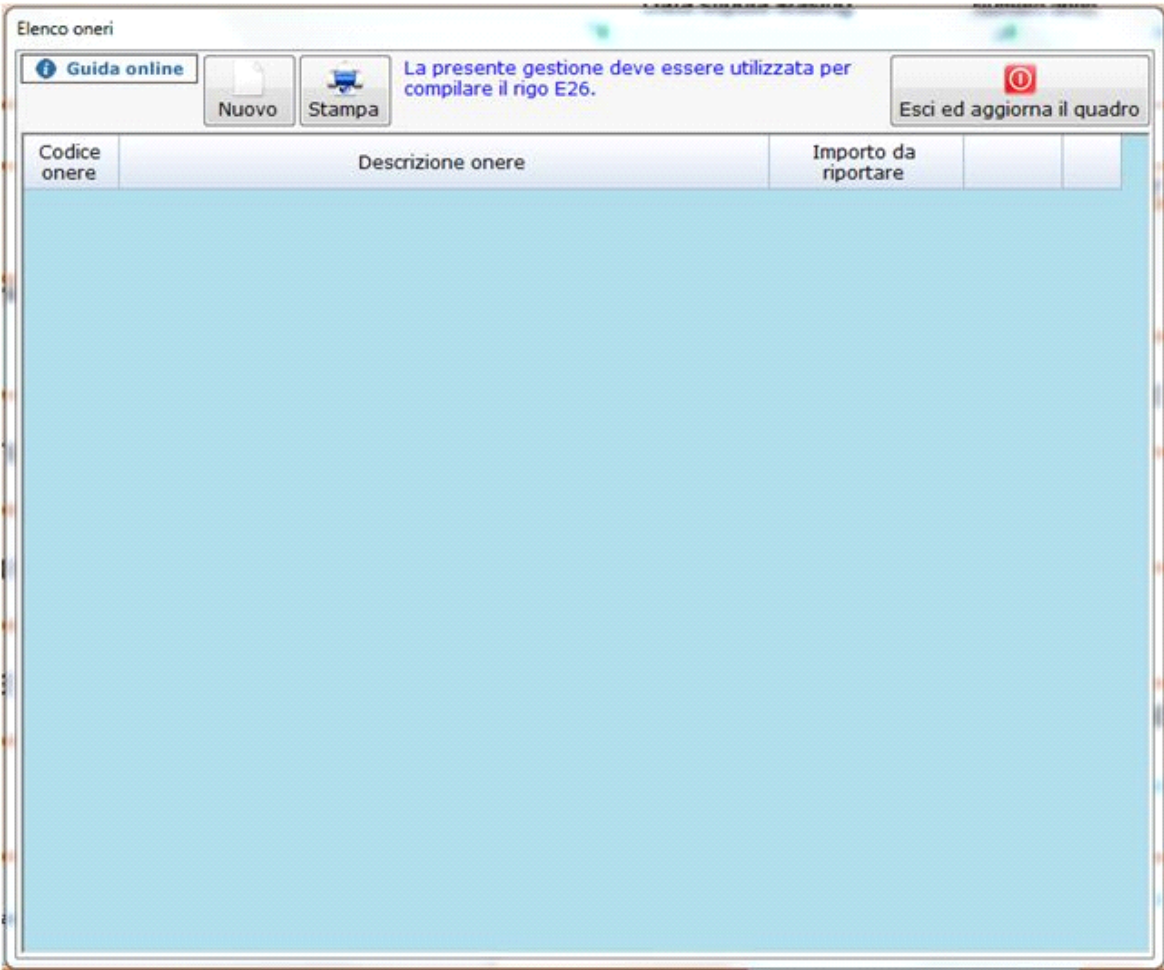 Elenco oneri
Guida online
Nuovo
Stampa
La presente gestione deve essere utilizzata per
compilare il rigo E26.
Esci ed aggiorna il quadro
Codice
onere
Descrizione onere
Importo da
riportare